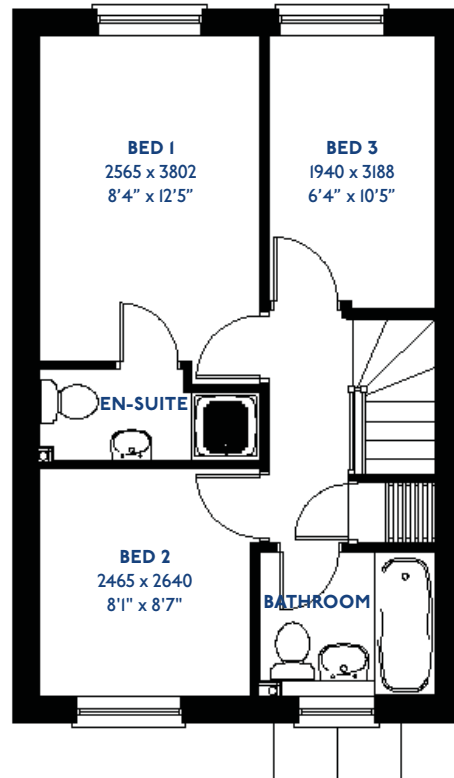 BED 1
2565 x 3802
8'4" x 12'5"
BED 3
1940 x 3188
6'4" x 10'5"
EN-SUITE
BED 2
2465 x 2640
8'1" x 8'7"
BATHROOM